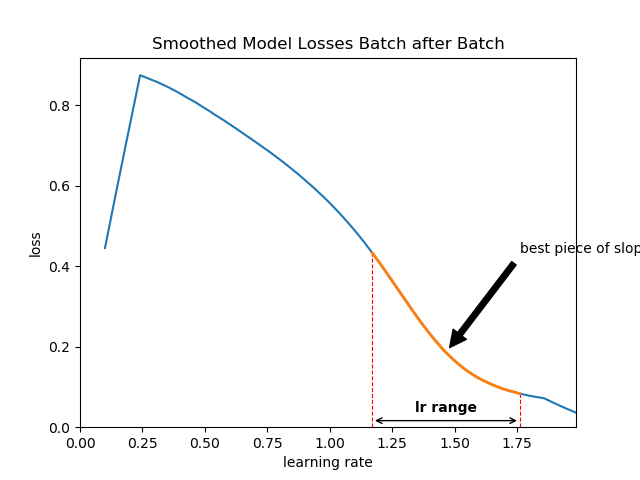 Smoothed Model Losses Batch after Batch
0.8
0.6
loss
best piece of slop
0.4
0.2
lr range
0.0
0.00 0.25 0.50 0.75 1.00 1.25 1.50 1.75
learning rate